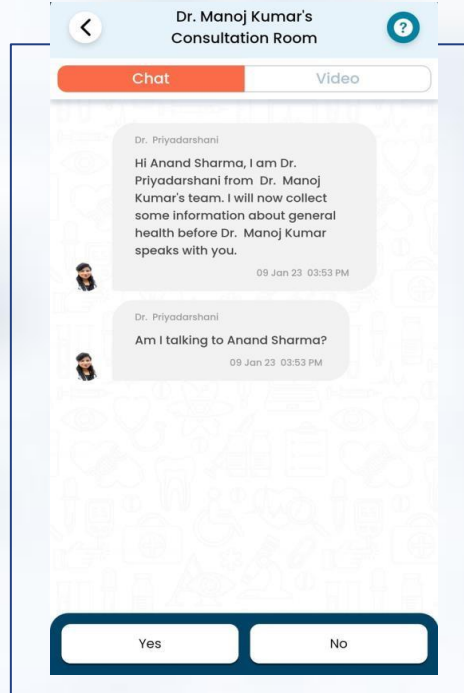 Dr. Manoj Kumar's
Consultation Room
?
Chat Video
Dr. Priyadarshani
Hi Anand Sharma, I am Dr.
Priyadarshani from Dr. Manoj
Kumar's team. I will now collect
some information about general
health before Dr. Manoj Kumar
speaks with you.
09 Jan 23 03:53 PM
Dr. Priyadarshani
Am I talking to Anand Sharma?
09 Jan 23 03:53 PM
Yes No